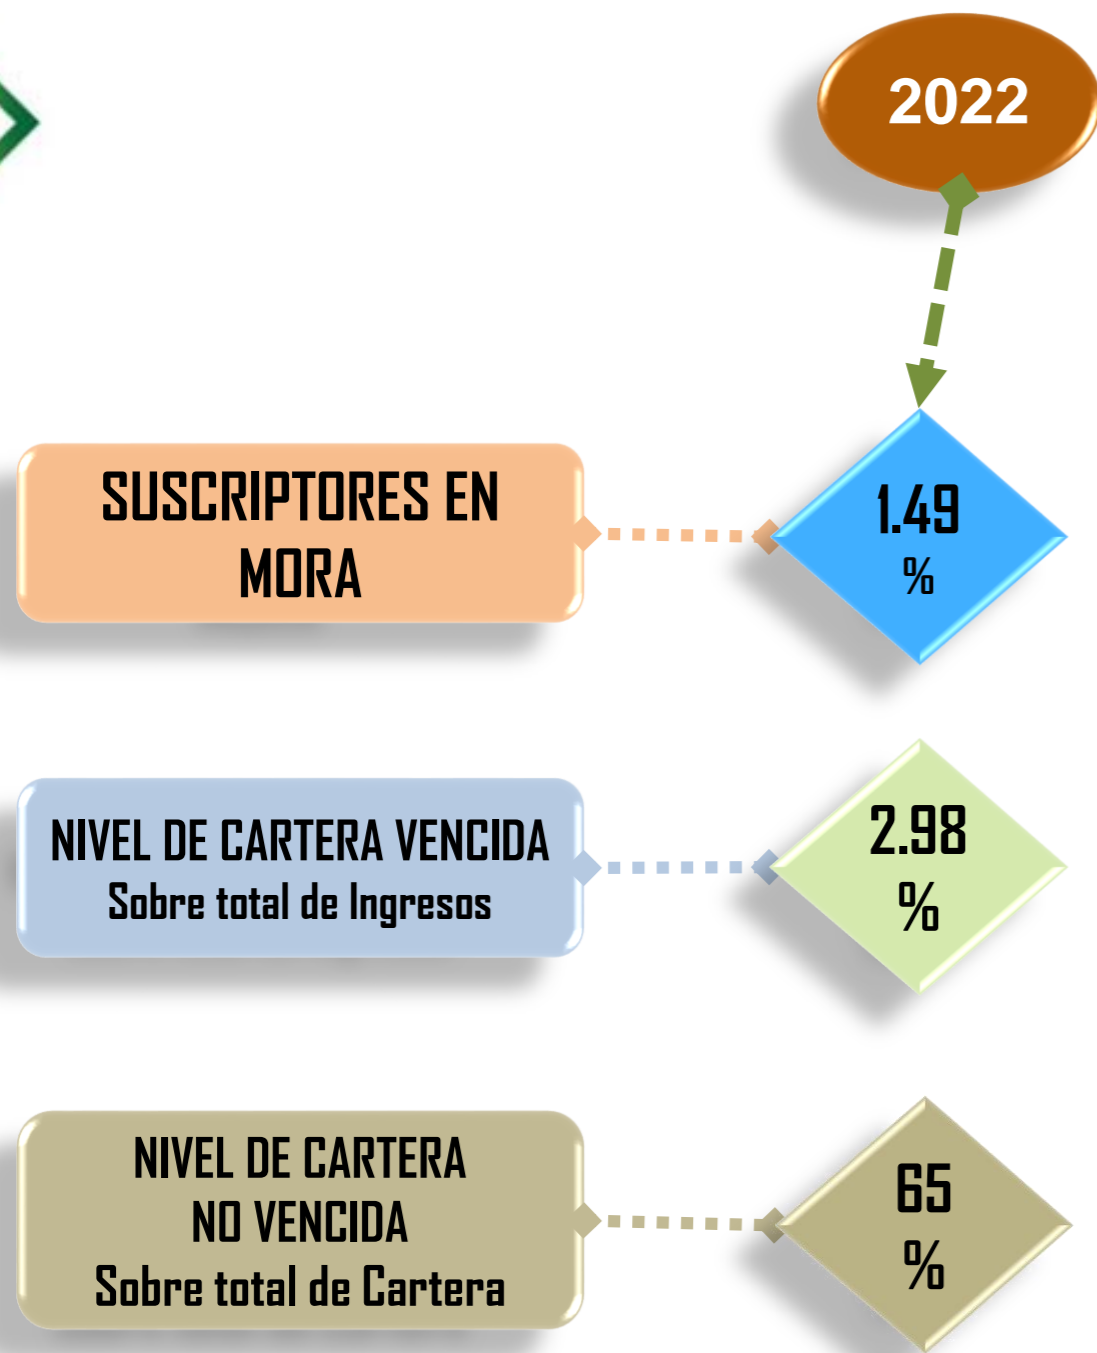 2022
SUSCRIPTORES EN
MORA
1.49
%
NIVEL DE CARTERA VENCIDA
Sobre total de Ingresos
2.98
%
NIVEL DE CARTERA
NO VENCIDA
Sobre total de Cartera
65
%